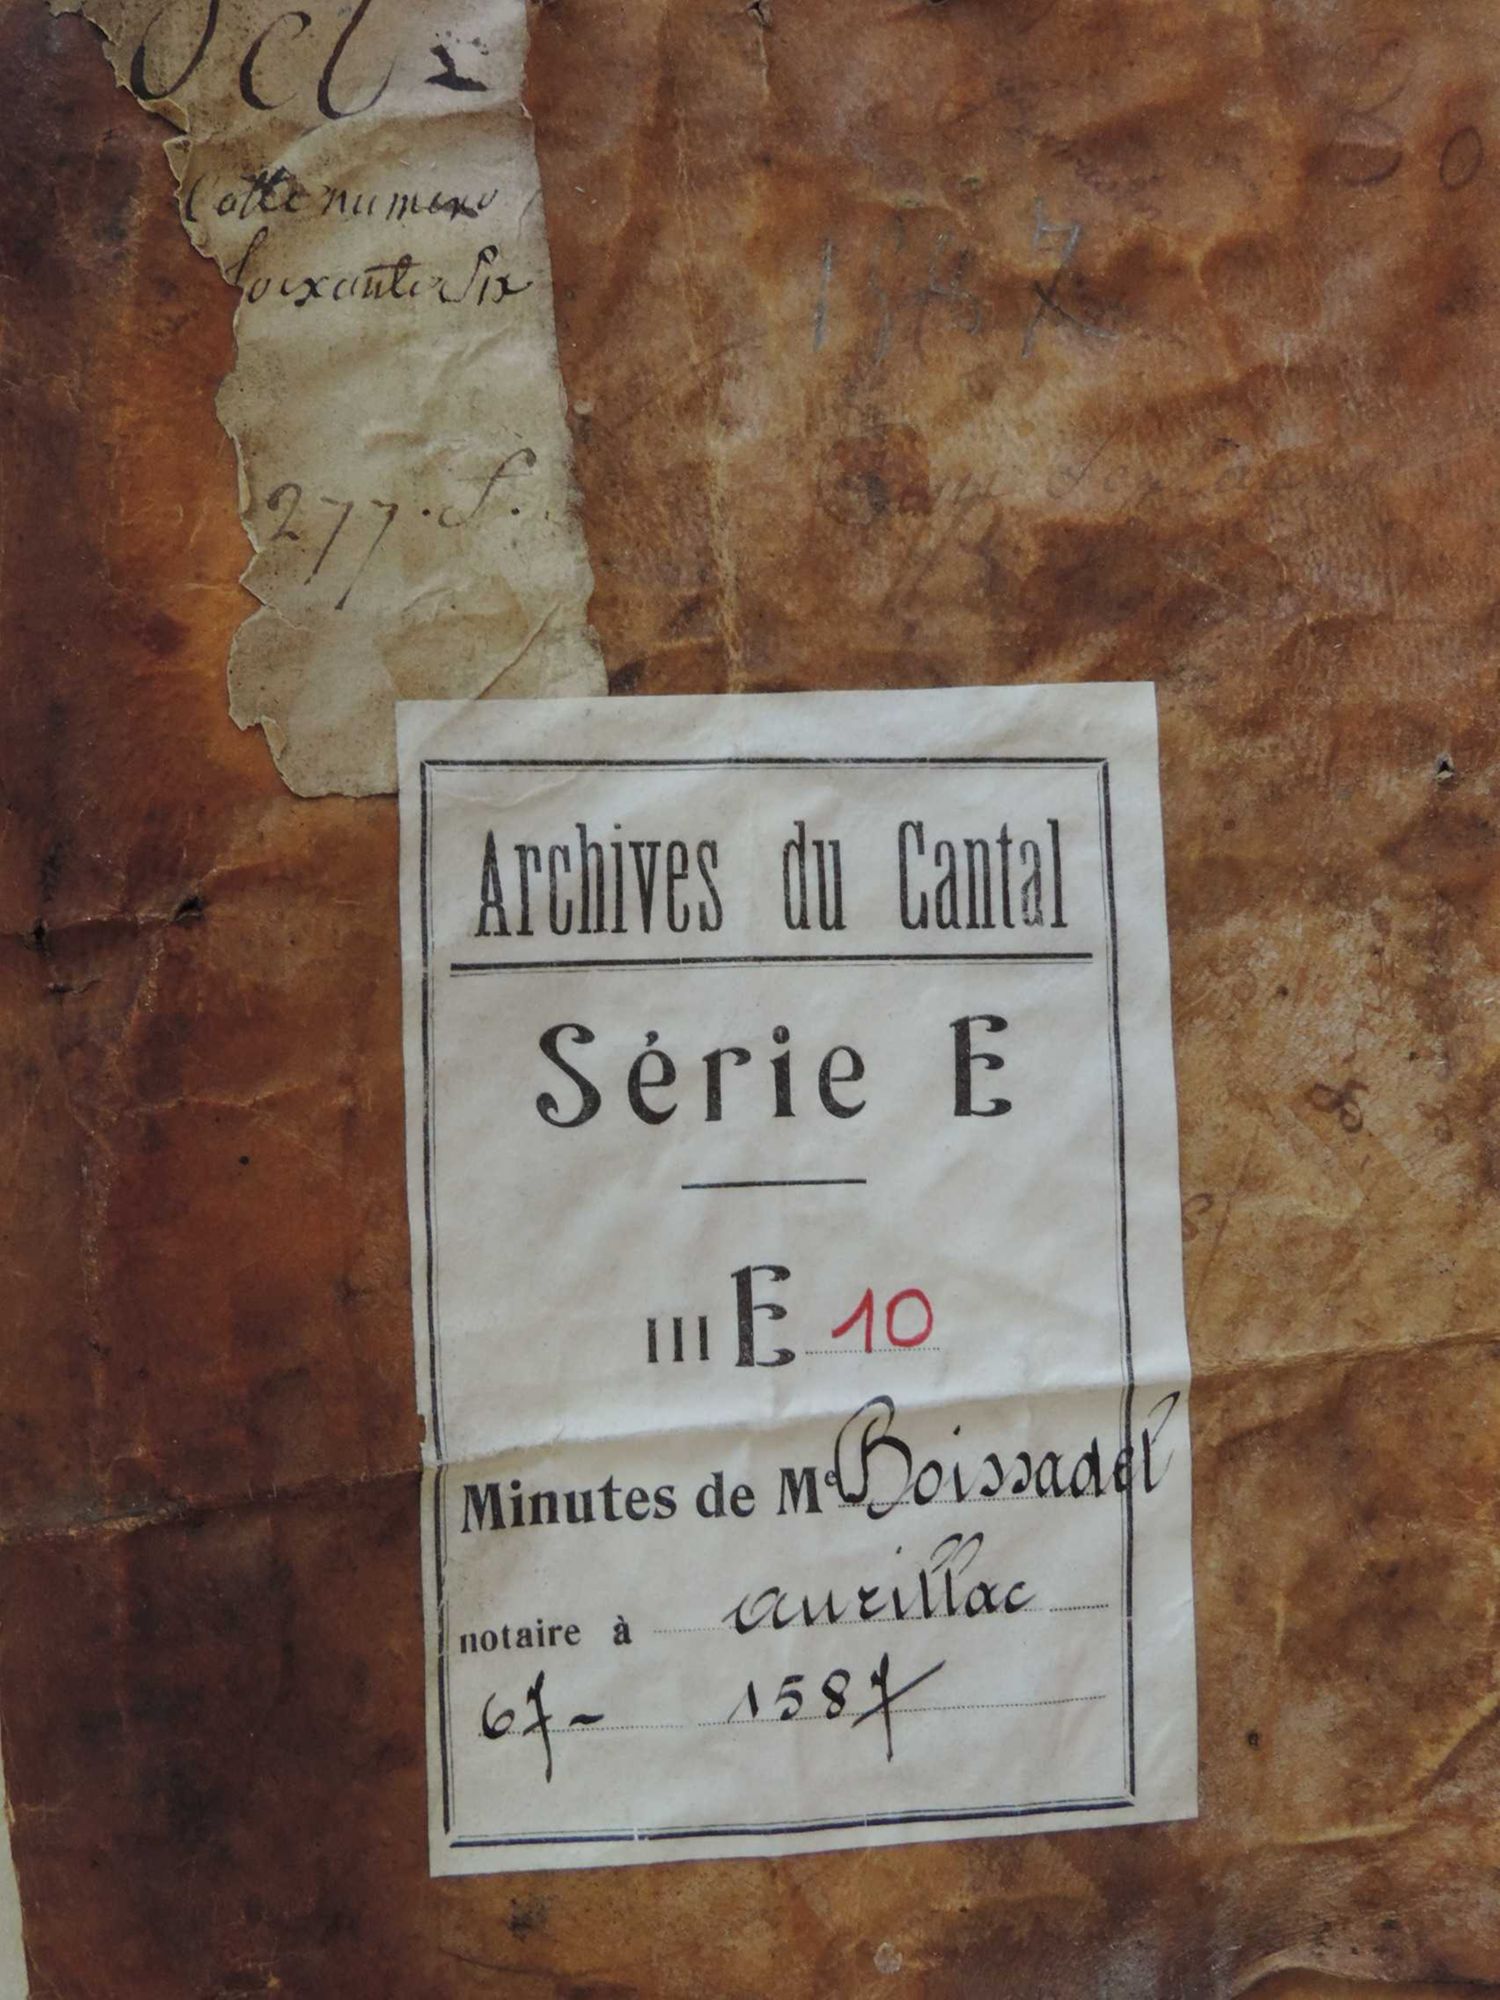 Cotte numero
soixante six
1587
277. f.
Archives du Cantal
Série E
III E 10
Minutes de Me Boissadel
notaire à aurillac
67- 1587